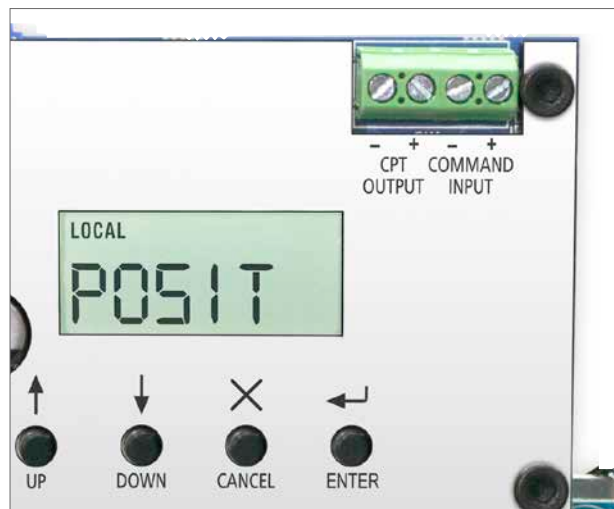 - + - +
CPT COMMAND
OUTPUT INPUT
LOCAL
POSIT
UP DOWN CANCEL ENTER